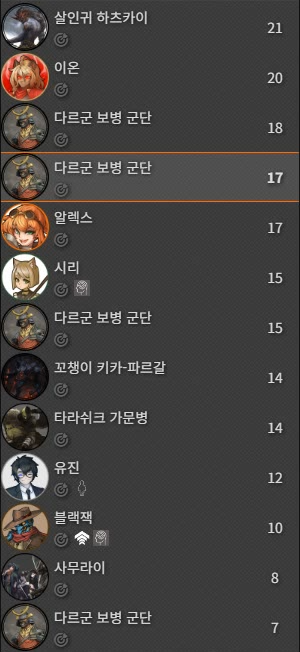 살인귀 하츠카이 21
이온 20
다르군 보병 군단 18
다르군 보병 군단 17
알렉스 17
시리 15
다르군 보병 군단 15
꼬챙이 키카-파르갈 14
타라쉬크 가문병 14
유진 12
블랙잭 10
사무라이 8
다르군 보병 군단 7